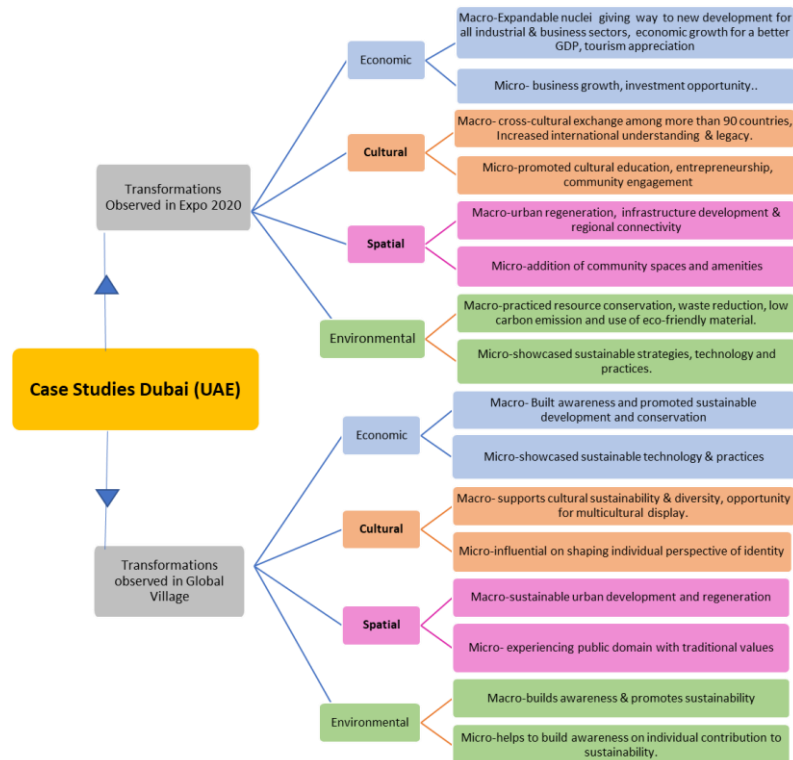 Macro-Expandable nuclei giving way to new development for
all industrial & business sectors, economic growth for a better
GDP, tourism appreciation
Economic
Micro- business growth, investment opportunity..
Macro- cross-cultural exchange among more than 90 countries,
Increased international understanding & legacy.
Cultural
Micro-promoted cultural education, entrepreneurship,
community engagement
Transformations
Observed in Expo 2020
Macro-urban regeneration, infrastructure development &
regional connectivity
Spatial
Micro-addition of community spaces and amenities
Macro-practiced resource conservation, waste reduction, low
carbon emission and use of eco-friendly material.
Environmental
Micro-showcased sustainable strategies, technology and
practices.
Case Studies Dubai (UAE)
Macro- Built awareness and promoted sustainable
development and conservation
Economic
Micro-showcased sustainable technology & practices
Macro- supports cultural sustainability & diversity, opportunity
for multicultural display.
Cultural
Micro-influential on shaping individual perspective of identity
Transformations
observed in Global
Village
Macro-sustainable urban development and regeneration
Spatial
Micro- experiencing public domain with traditional values
Macro-builds awareness & promotes sustainability
Environmental
Micro-helps to build awareness on individual contribution to
sustainability.